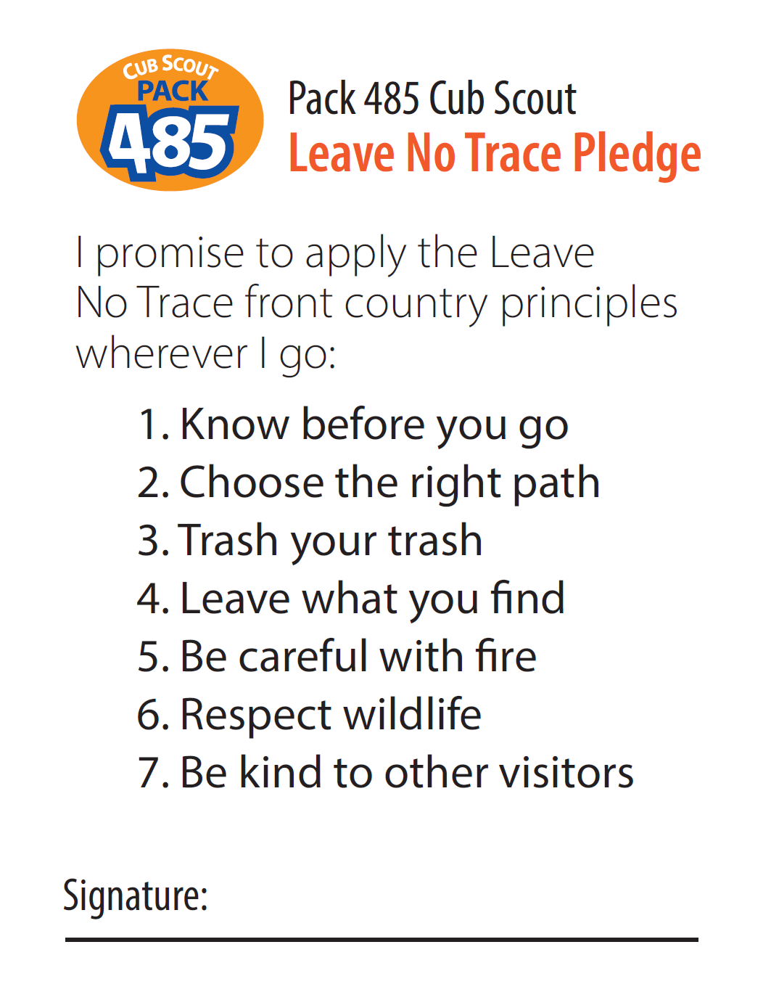 CUB SCOUT
PACK
485
Pack 485 Cub Scout
Leave No Trace Pledge
I promise to apply the Leave
No Trace front country principles
wherever I go:
1. Know before you go
2. Choose the right path
3. Trash your trash
4. Leave what you find
5. Be careful with fire
6. Respect wildlife
7. Be kind to other visitors
Signature: